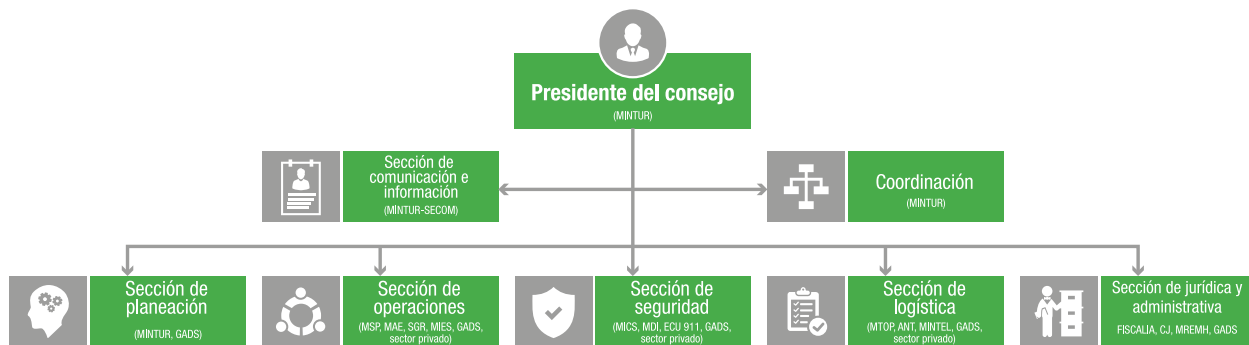 Presidente del consejo
(MINTUR)
Sección de
comunicación e
información
(MINTUR-SECOM)
Coordinación
(MINTUR)
Sección de
planeación
(MINTUR, GADS)
Sección de
operaciones
(MSP, MAE, SGR, MIES, GADS,
sector privado)
Sección de
seguridad
(MICS, MDI, ECU 911, GADS,
sector privado)
Sección de
logística
(MTOP, ANT, MINTEL, GADS,
sector privado)
Sección de jurídica y
administrativa
FISCALIA, CJ, MREMH, GADS